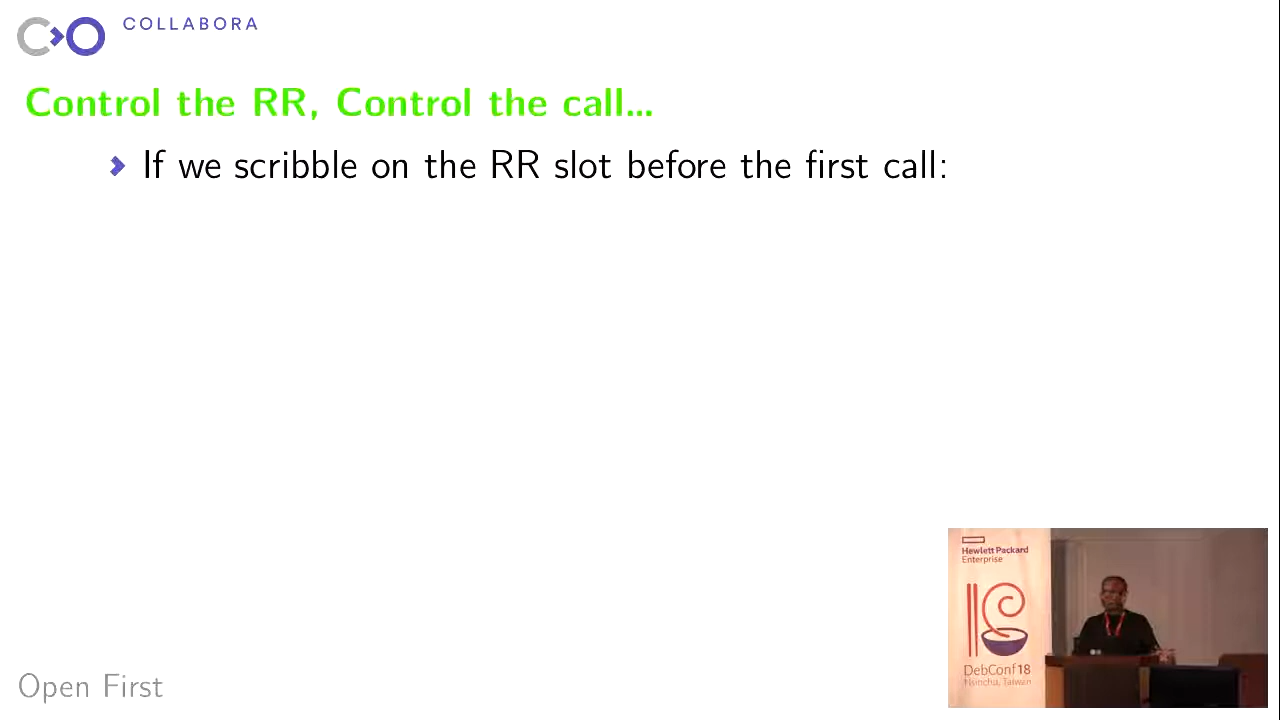 COLLABORA
Control the RR, Control the call...
If we scribble on the RR slot before the first call:
Hewlett Packard
Enterprise
DebConf18
Hsinchu, Taiwan
Open First